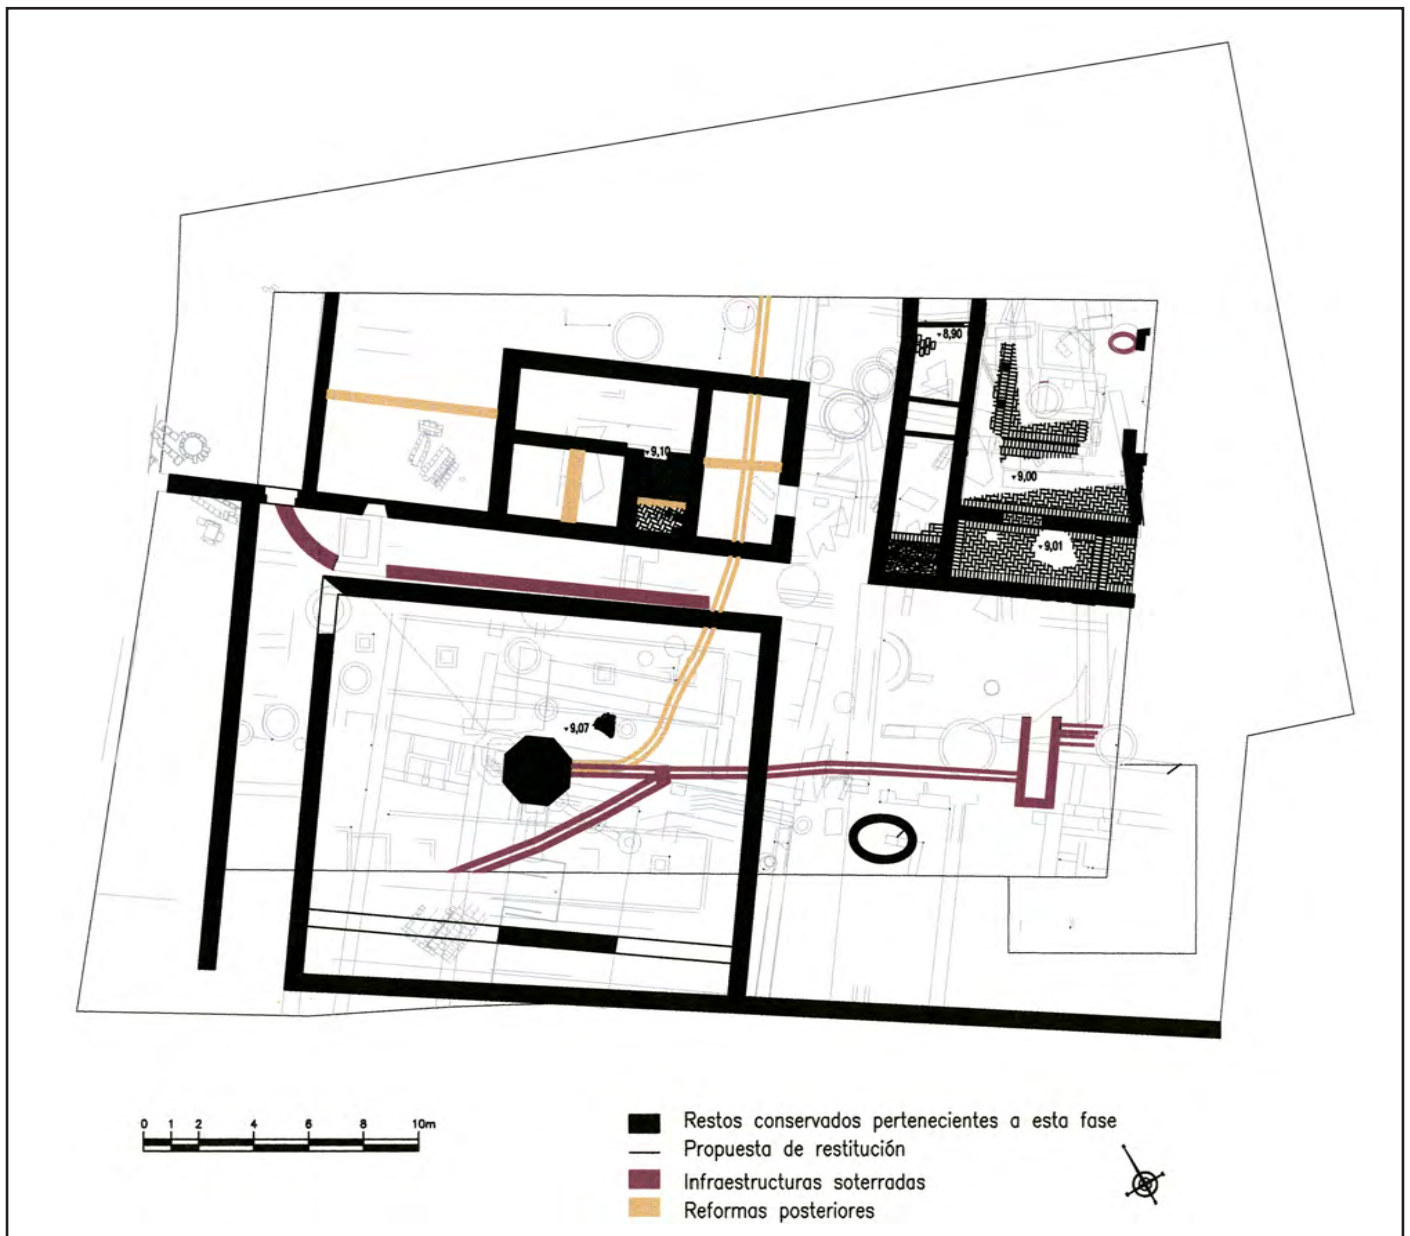 8,90
9,10
9,00
9,01
9,07
0 1 2 4 6 8 10m
Restos conservados pertenecientes a esta fase
Propuesta de restitución
Infraestructuras soterradas
Reformas posteriores